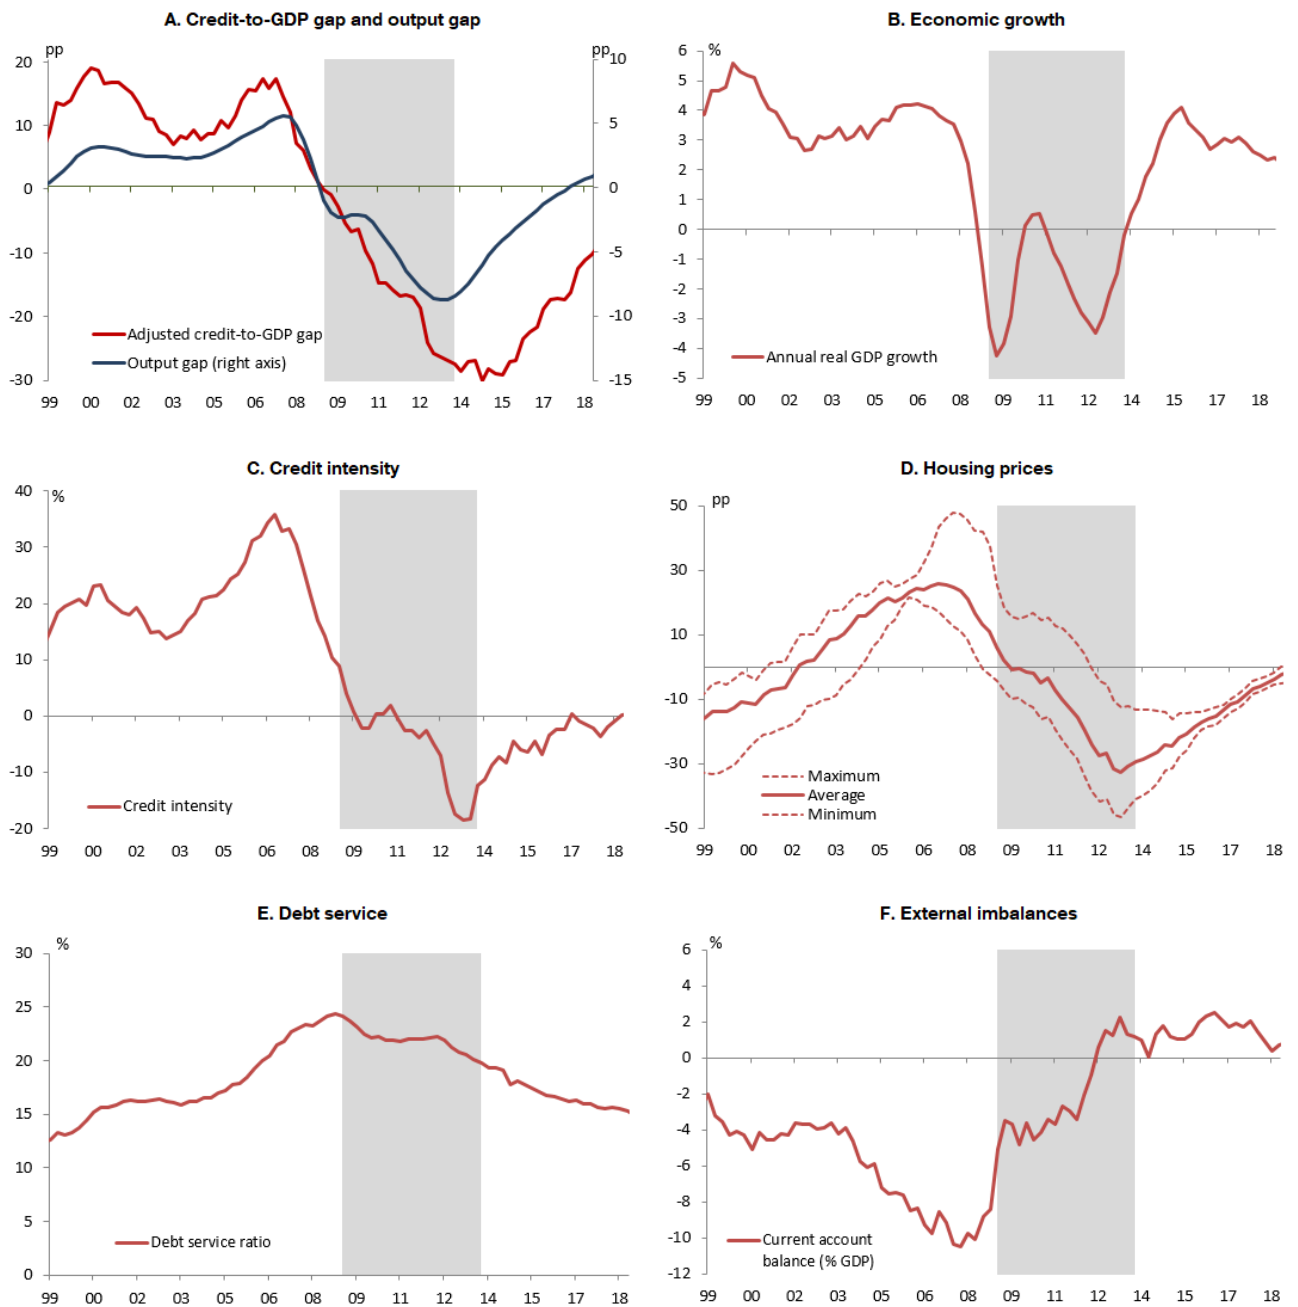 A. Credit-to-GDP gap and output gap
pp
pp
20
10
0
-10
-20
-30
10
5
0
-5
-10
-15
Adjusted credit-to-GDP gap
Output gap (right axis)
99 00 02 03 05 06 08 09 11 12 14 15 17 18
B. Economic growth
%
6
5
4
3
2
1
0
-1
-2
-3
-4
-5
Annual real GDP growth
99 00 02 03 05 06 08 09 11 12 14 15 17 18
C. Credit intensity
%
40
30
20
10
0
-10
-20
Credit intensity
99 00 02 03 05 06 08 09 11 12 14 15 17 18
D. Housing prices
pp
50
30
10
-10
-30
-50
Maximum
Average
Minimum
99 00 02 03 05 06 08 09 11 12 14 15 17 18
E. Debt service
%
30
25
20
15
10
5
0
Debt service ratio
99 00 02 03 05 06 08 09 11 12 14 15 17 18
F. External imbalances
%
6
4
2
0
-2
-4
-6
-8
-10
-12
Current account
balance (% GDP)
99 00 02 03 05 06 08 09 11 12 14 15 17 18